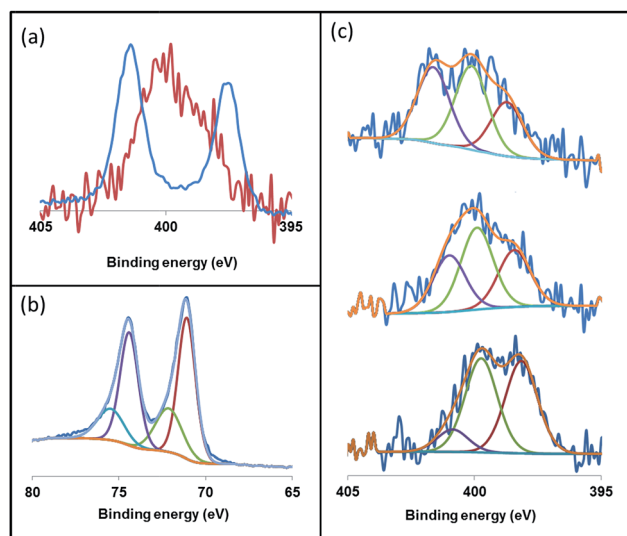 (a)
405 400 395
Binding energy (eV)
(b)
80 75 70 65
Binding energy (eV)
(c)
405 400 395
Binding energy (eV)